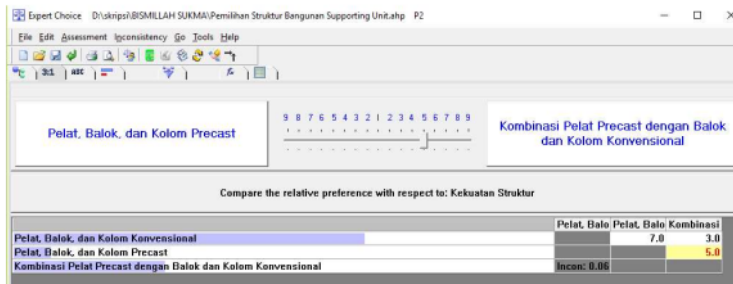 Expert Choice D:\skripsi\BISMILLAH SUKMA\Pemilihan Struktur Bangunan Supporting Unit.ahp P2
File Edit Assessment Inconsistency Go Tools Help
3:1 ABC
Pelat, Balok, dan Kolom Precast
9 8 7 6 5 4 3 2 1 2 3 4 5 6 7 8 9
Kombinasi Pelat Precast dengan Balok
dan Kolom Konvensional
Compare the relative preference with respect to: Kekuatan Struktur
Pelat, Balo Pelat, Balo Kombinasi
Pelat, Balok, dan Kolom Konvensional 7.0 3.0
Pelat, Balok, dan Kolom Precast 5.0
Kombinasi Pelat Precast dengan Balok dan Kolom Konvensional Incon: 0.06